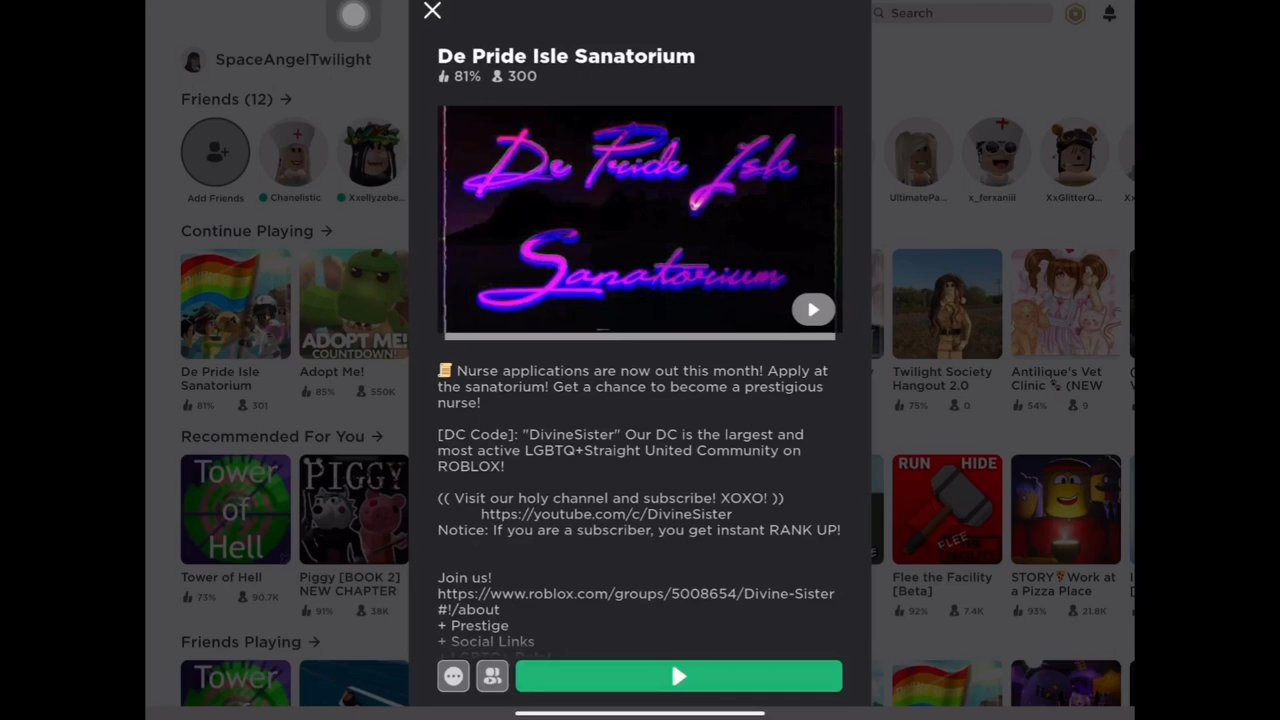 Search
SpaceAngelTwilight
Friends (12) →
Add Friends
Chanelistic
Xxellyzebe...
UltimatePa...
x_ferxaniii
XxGlitterQ...
Continue Playing →
De Pride Isle
Sanatorium
81% 301
ADOPT ME!
COUNTDOWN!
Adopt Me!
85% 550K
Twilight Society
Hangout 2.0
75% 0
Antilique's Vet
Clinic 🐾 (NEW
54% 9
Recommended For You →
Tower
of
Hell
Tower of Hell
73% 90.7K
PIGGY
Piggy [BOOK 2]
NEW CHAPTER
91% 38K
RUN HIDE
FLEE
Flee the Facility
[Beta]
92% 7.4K
STORY🍕Work at
a Pizza Place
93% 21.8K
Friends Playing →
Tower
De Pride Isle Sanatorium
81% 300
De Pride Isle
Sanatorium
📜 Nurse applications are now out this month! Apply at
the sanatorium! Get a chance to become a prestigious
nurse!
[DC Code]: "DivineSister" Our DC is the largest and
most active LGBTQ+Straight United Community on
ROBLOX!
(( Visit our holy channel and subscribe! XOXO! ))
https://youtube.com/c/DivineSister
Notice: If you are a subscriber, you get instant RANK UP!
Join us!
https://www.roblox.com/groups/5008654/Divine-Sister
#!/about
+ Prestige
+ Social Links